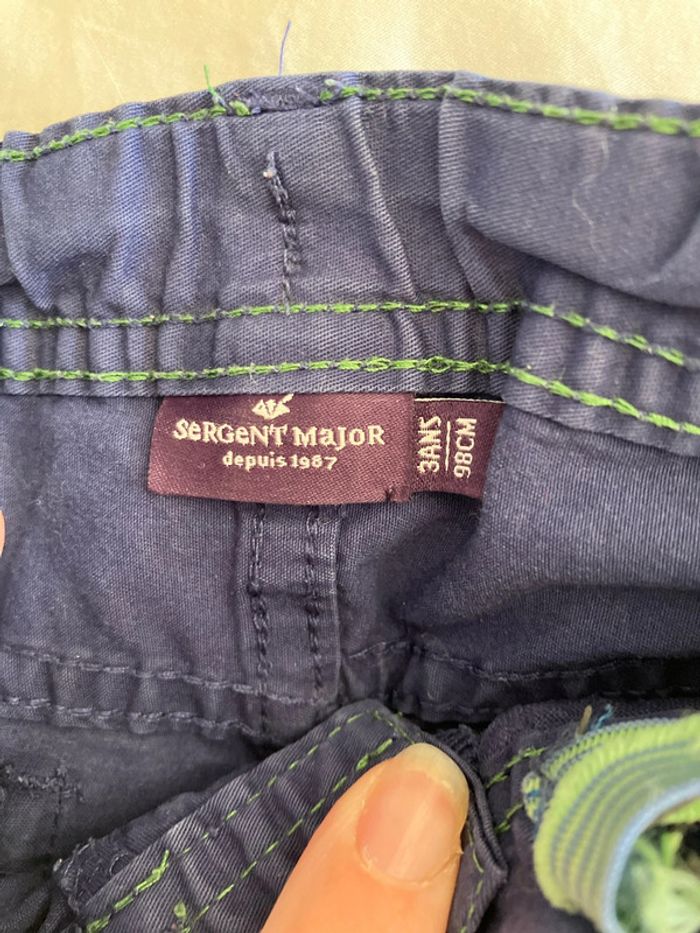 SeRGeNT MaJoR
depuis 1987
3ANS
98CM